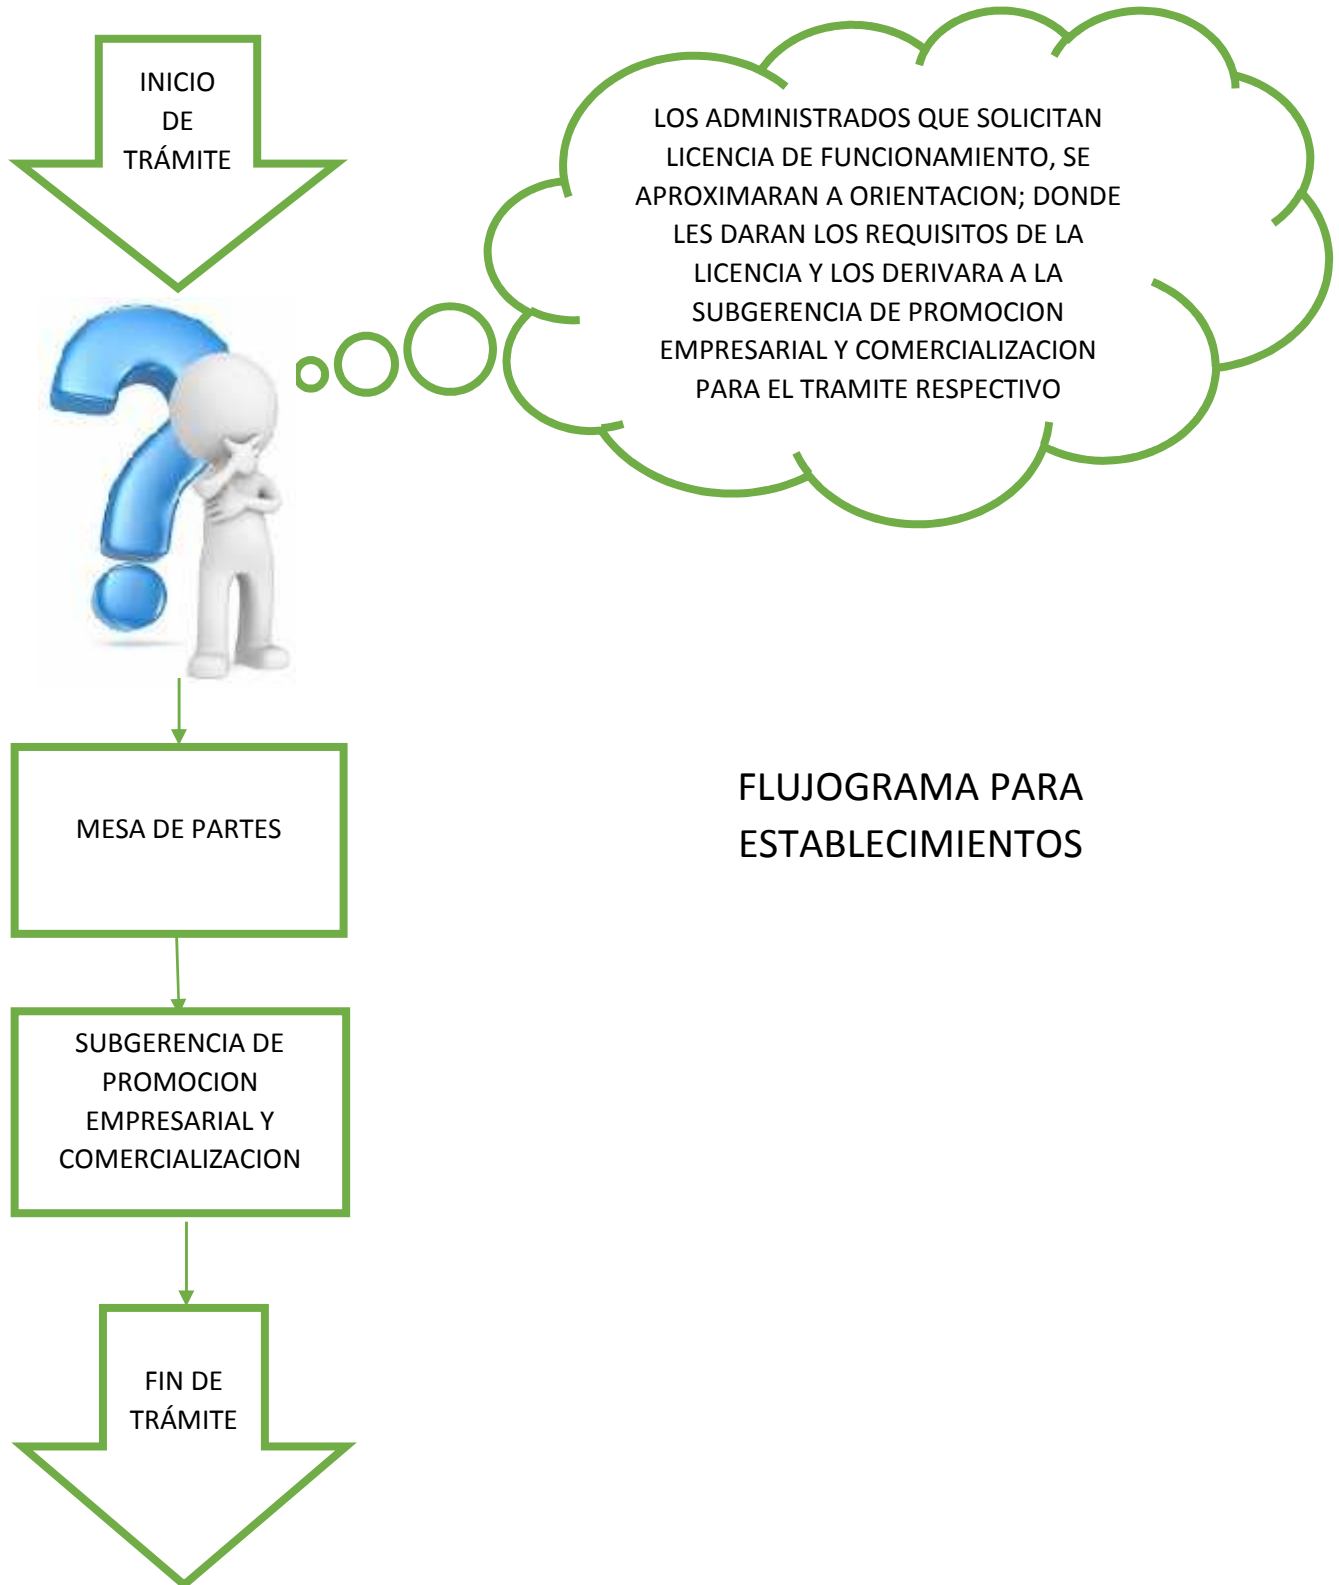 INICIO
DE
TRÁMITE
LOS ADMINISTRADOS QUE SOLICITAN
LICENCIA DE FUNCIONAMIENTO, SE
APROXIMARAN A ORIENTACION; DONDE
LES DARAN LOS REQUISITOS DE LA
LICENCIA Y LOS DERIVARA A LA
SUBGERENCIA DE PROMOCION
EMPRESARIAL Y COMERCIALIZACION
PARA EL TRAMITE RESPECTIVO
MESA DE PARTES
FLUJOGRAMA PARA
ESTABLECIMIENTOS
SUBGERENCIA DE
PROMOCION
EMPRESARIAL Y
COMERCIALIZACION
FIN DE
TRÁMITE